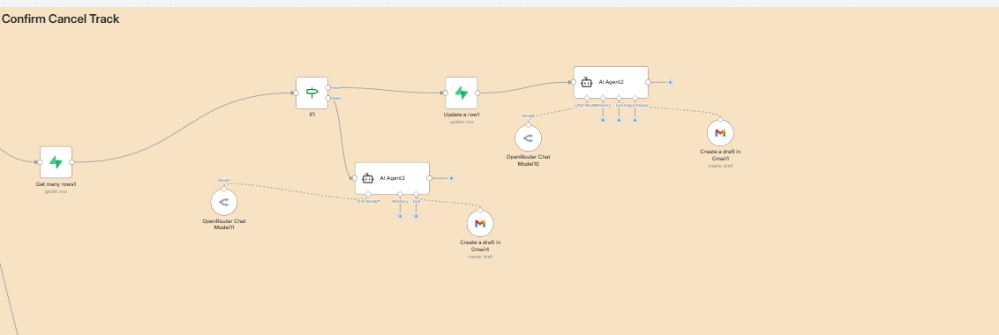 Confirm Cancel Track
true
false
If1
Update a row1
update: row
AI Agent2
Chat Model*
Memory
Tool
Output Parser
Model
OpenRouter Chat
Model10
Create a draft in
Gmail1
create: draft
Get many rows1
getAll: row
AI Agent3
Chat Model*
Memory
Tool
Model
OpenRouter Chat
Model11
Create a draft in
Gmail4
create: draft